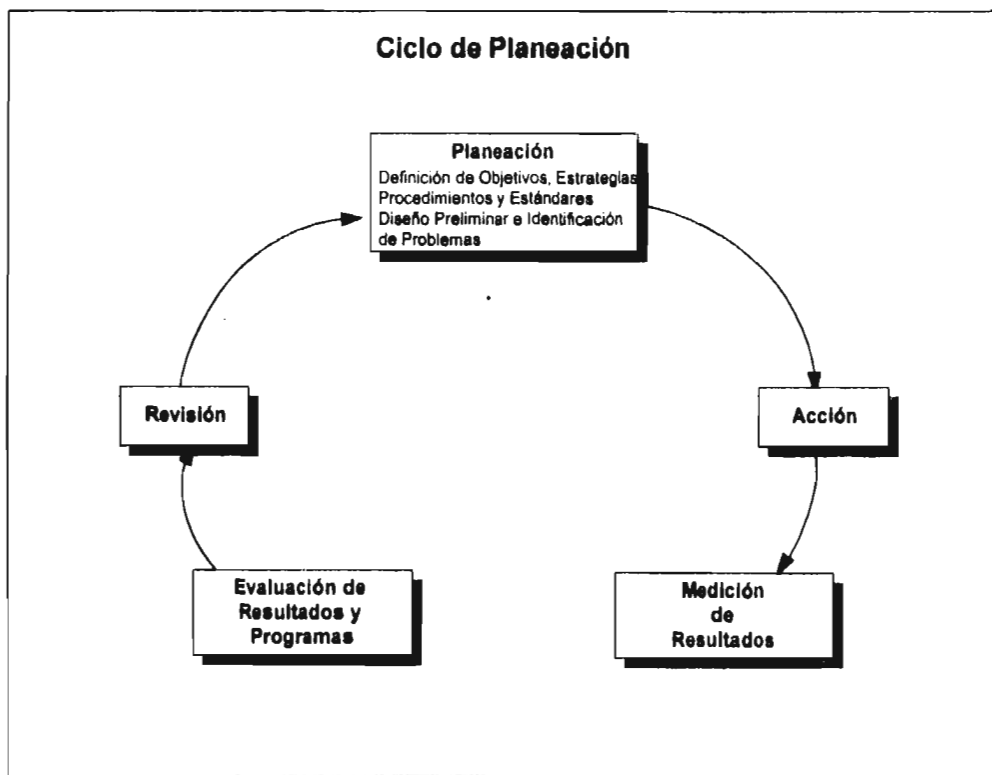 Ciclo de Planeación
Planeación
Definición de Objetivos, Estrategias
Procedimientos y Estándares
Diseño Preliminar e Identificación
de Problemas
Revisión
Acción
Evaluación de
Resultados y
Programas
Medición
de
Resultados